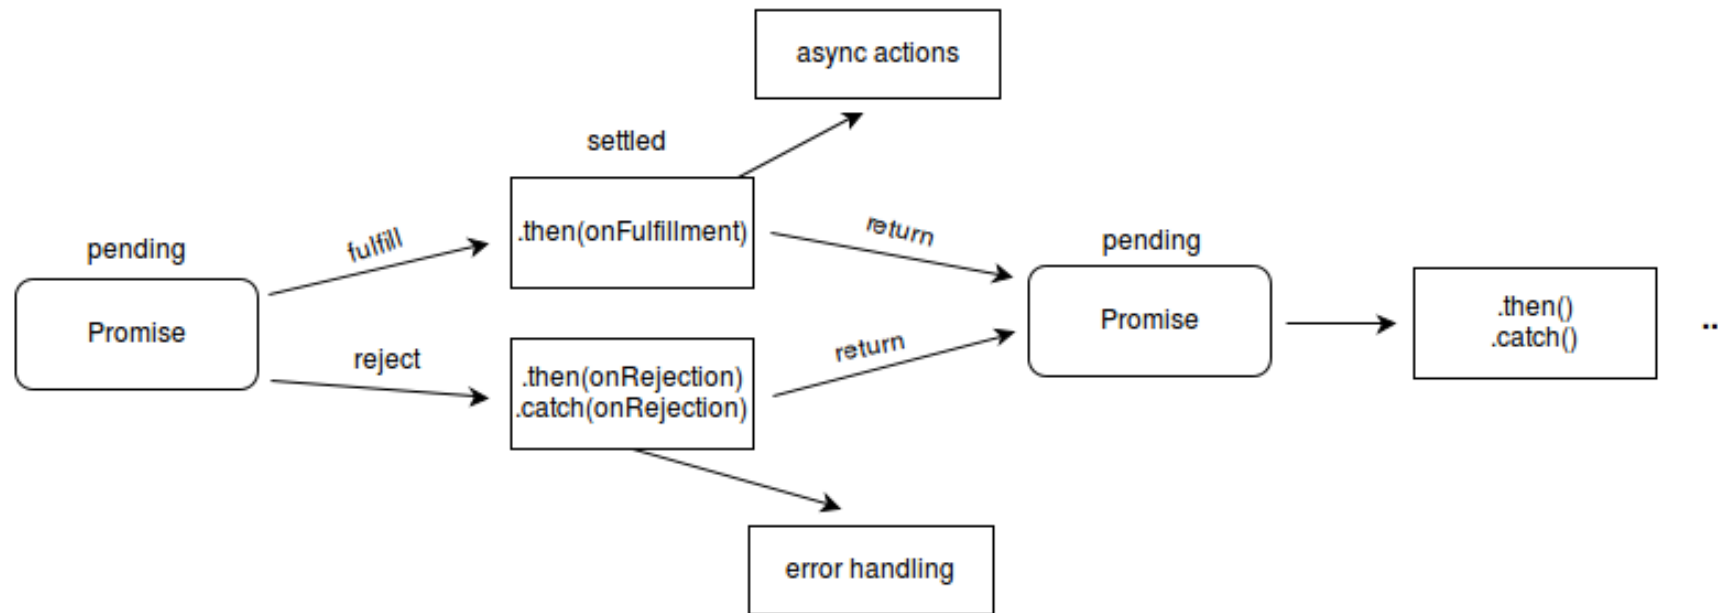 async actions
settled
.then(onFulfillment)
return
fulfill
pending
pending
Promise
Promise
.then()
.catch()
..
reject
return
.then(onRejection)
.catch(onRejection)
error handling